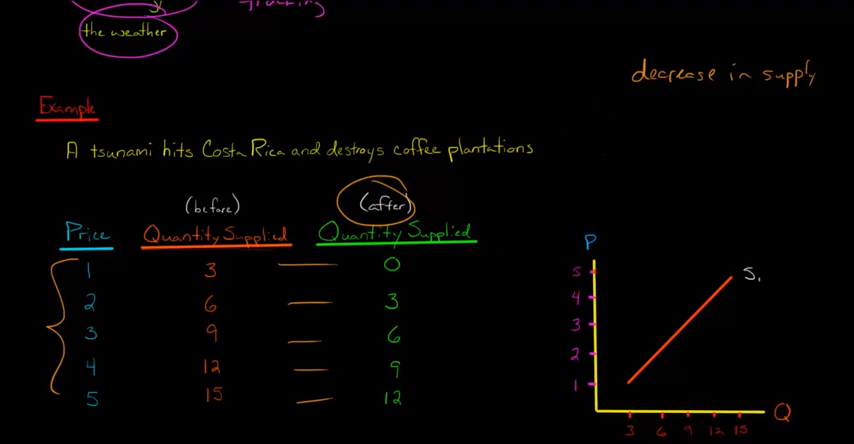 the weather
decrease in supply
Example
A tsunami hits Costa Rica and destroys coffee plantations
(before) (after)
Price Quantity Supplied Quantity Supplied
1 3 0
2 6 3
3 9 6
4 12 9
5 15 12
P
5
4
3
2
1
S₁
3 6 9 12 15
Q